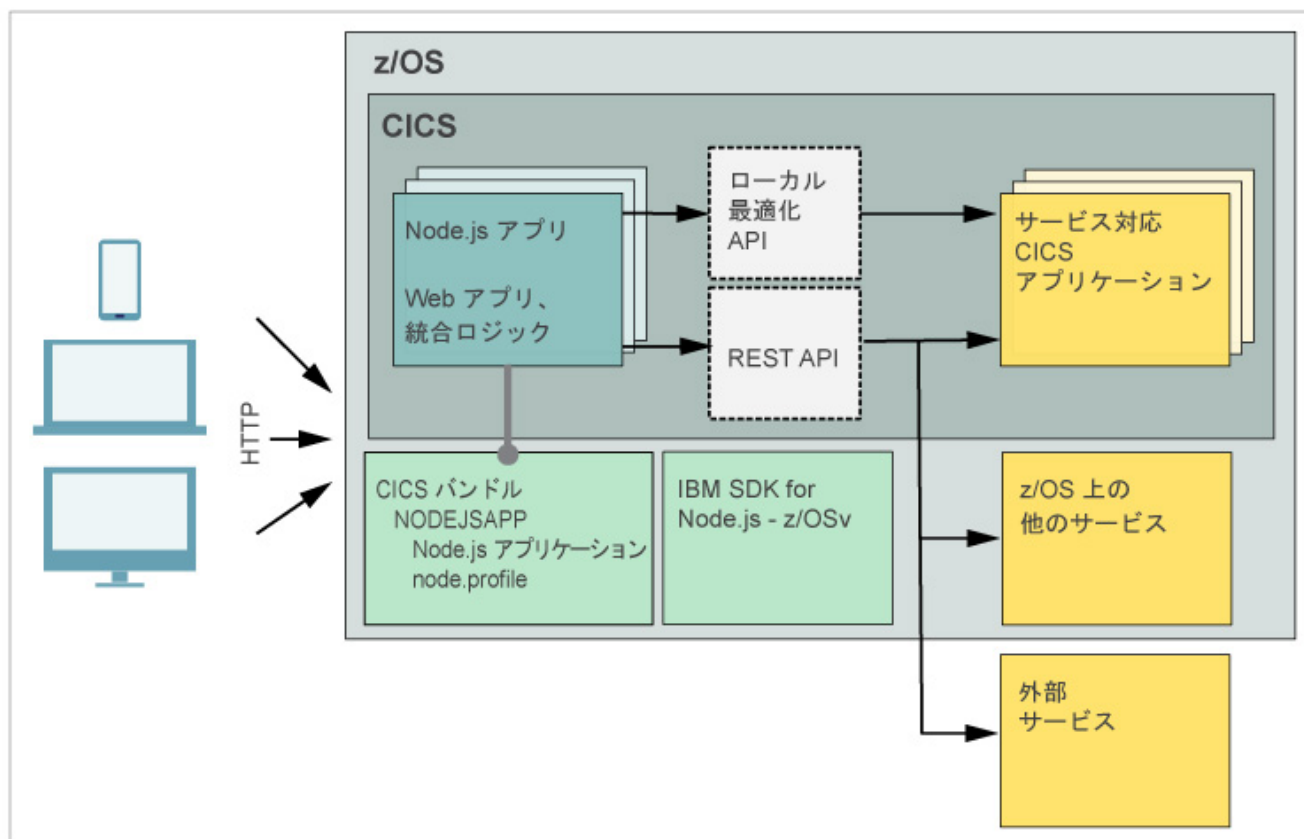 z/OS
CICS
Node.js アプリ
Web アプリ、
統合ロジック
ローカル
最適化
API
REST API
サービス対応
CICS
アプリケーション
HTTP
CICS バンドル
NODEJSAPP
Node.js アプリケーション
node.profile
IBM SDK for
Node.js - z/OSv
z/OS 上の
他のサービス
外部
サービス